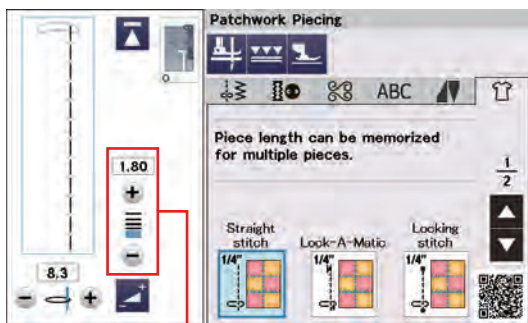 Patchwork Piecing
ABC
Piece length can be memorized
for multiple pieces.
1.80
1
2
8.3
Straight
stitch
Lock-A-Matic
Locking
stitch
1/4"
1/4"
1/4"